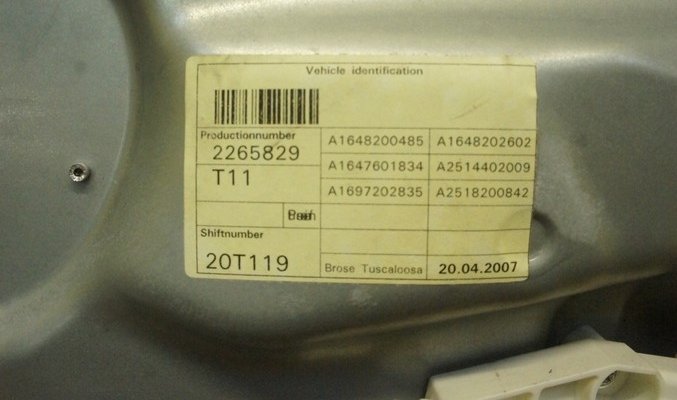 Vehicle identification
Productionnumber
2265829
T11
Shiftnumber
20T119
A1648200485 A1648202602
A1647601834 A2514402009
A1697202835 A2518200842
Brose Tuscaloosa 20.04.2007